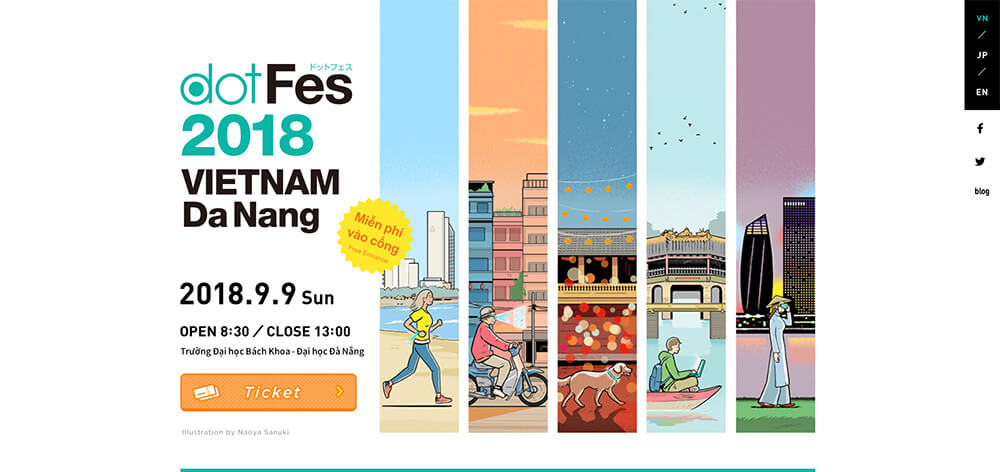 ドットフェス
dotFes
2018
VIETNAM
Da Nang
Miễn phí
vào cổng
Free Entrance
2018.9.9 Sun
OPEN 8:30／CLOSE 13:00
Trường Đại học Bách Khoa - Đại học Đà Nẵng
Ticket
Illustration by Naoya Sanuki
VN
／
JP
／
EN
blog